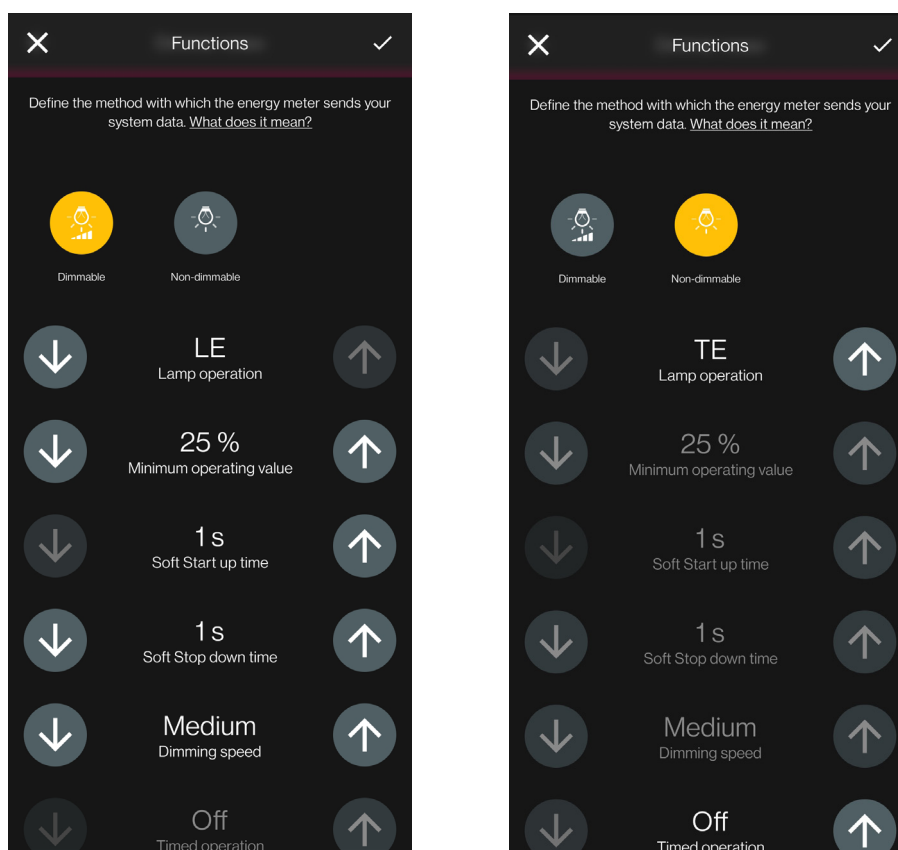 Functions
Define the method with which the energy meter sends your
system data. What does it mean?
Dimmable
Non-dimmable
LE
Lamp operation
25 %
Minimum operating value
1 s
Soft Start up time
1 s
Soft Stop down time
Medium
Dimming speed
Off
Timed operation
Functions
Define the method with which the energy meter sends your
system data. What does it mean?
Dimmable
Non-dimmable
TE
Lamp operation
25 %
Minimum operating value
1 s
Soft Start up time
1 s
Soft Stop down time
Medium
Dimming speed
Off
Timed operation